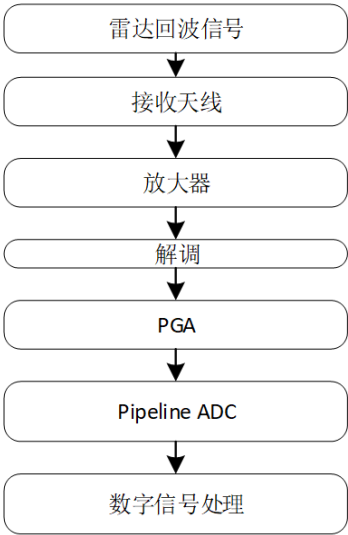 雷达回波信号
接收天线
放大器
解调
PGA
Pipeline ADC
数字信号处理